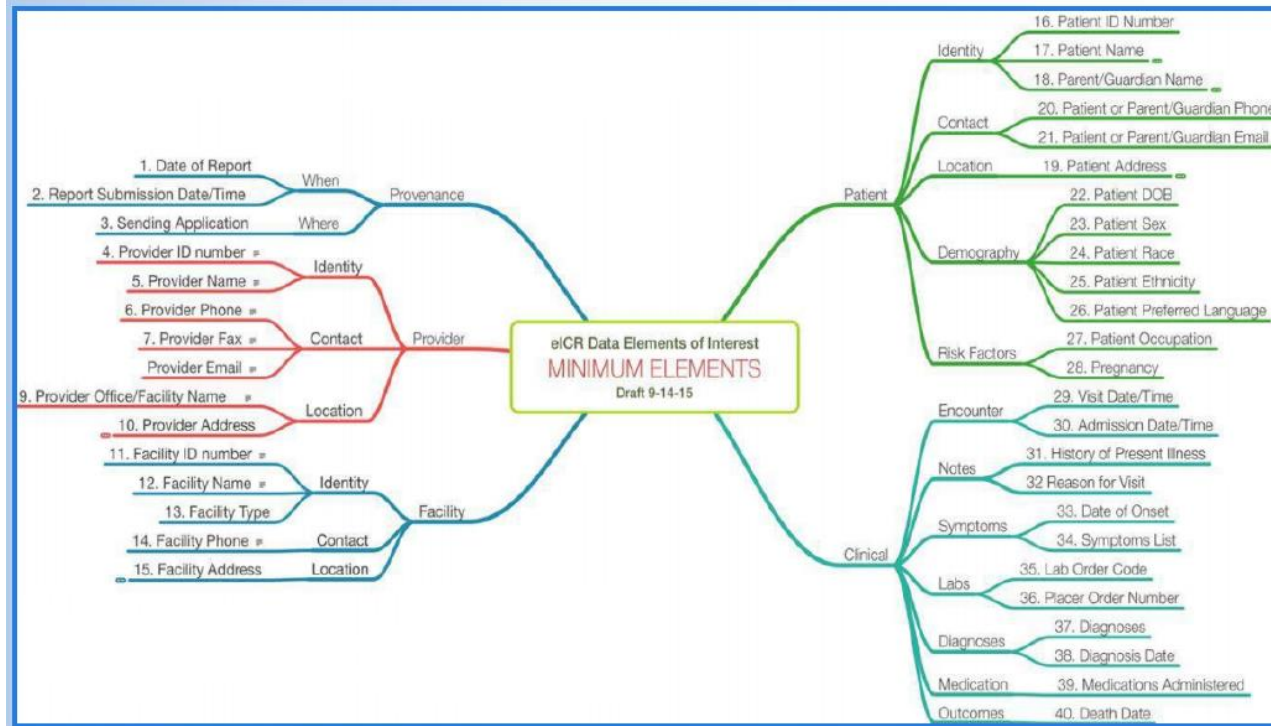 1. Date of Report
2. Report Submission Date/Time
When
3. Sending Application
Where
Provenance
4. Provider ID number
5. Provider Name
Identity
6. Provider Phone
7. Provider Fax
Provider Email
Contact
9. Provider Office/Facility Name
10. Provider Address
Location
Provider
11. Facility ID number
12. Facility Name
13. Facility Type
Identity
14. Facility Phone
Contact
15. Facility Address
Location
Facility
eICR Data Elements of Interest
MINIMUM ELEMENTS
Draft 9-14-15
Patient
Identity
16. Patient ID Number
17. Patient Name
18. Parent/Guardian Name
Contact
20. Patient or Parent/Guardian Phone
21. Patient or Parent/Guardian Email
Location
19. Patient Address
Demography
22. Patient DOB
23. Patient Sex
24. Patient Race
25. Patient Ethnicity
26. Patient Preferred Language
Risk Factors
27. Patient Occupation
28. Pregnancy
Clinical
Encounter
29. Visit Date/Time
30. Admission Date/Time
Notes
31. History of Present Illness
32 Reason for Visit
Symptoms
33. Date of Onset
34. Symptoms List
Labs
35. Lab Order Code
36. Placer Order Number
Diagnoses
37. Diagnoses
38. Diagnosis Date
Medication
39. Medications Administered
Outcomes
40. Death Date